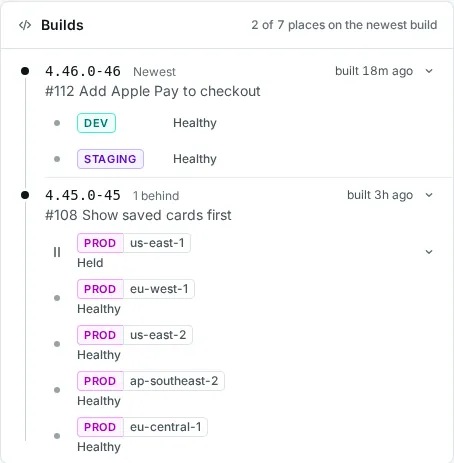 Builds 2 of 7 places on the newest build
4.46.0-46 Newest built 18m ago
#112 Add Apple Pay to checkout
DEV Healthy
STAGING Healthy
4.45.0-45 1 behind built 3h ago
#108 Show saved cards first
PROD us-east-1
Held
PROD eu-west-1
Healthy
PROD us-east-2
Healthy
PROD ap-southeast-2
Healthy
PROD eu-central-1
Healthy